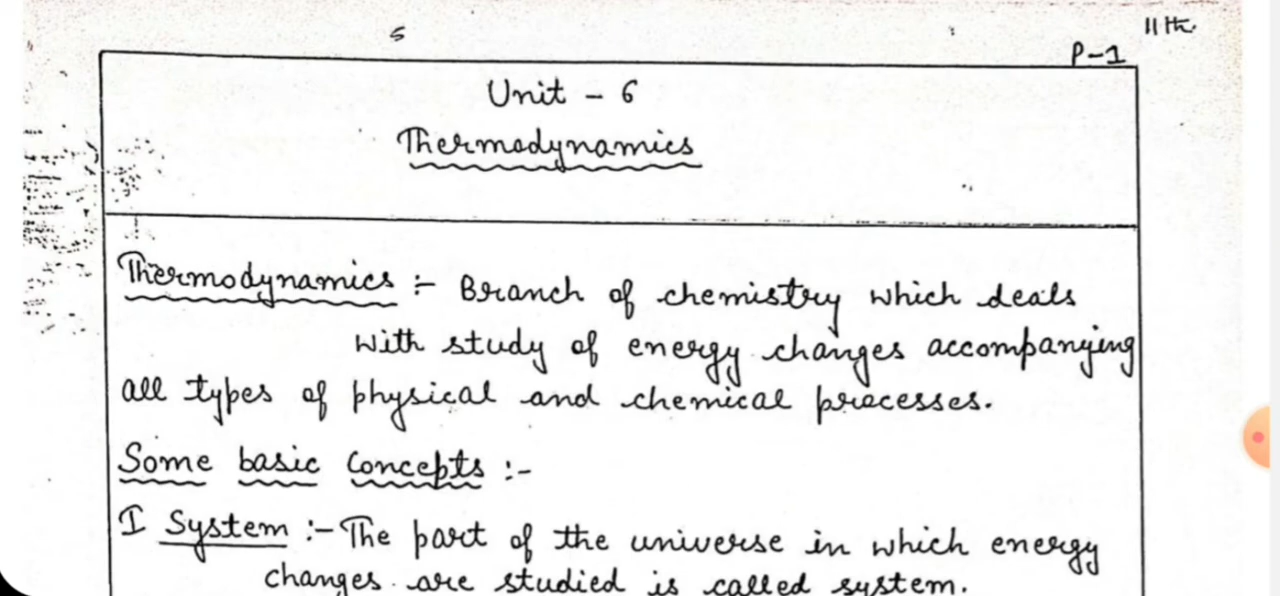 11th
P-1
Unit - 6
Thermodynamics
Thermodynamics :- Branch of chemistry which deals
with study of energy changes accompanying
all types of physical and chemical processes.
Some basic concepts :-
I System :- The part of the universe in which energy
changes are studied is called system.